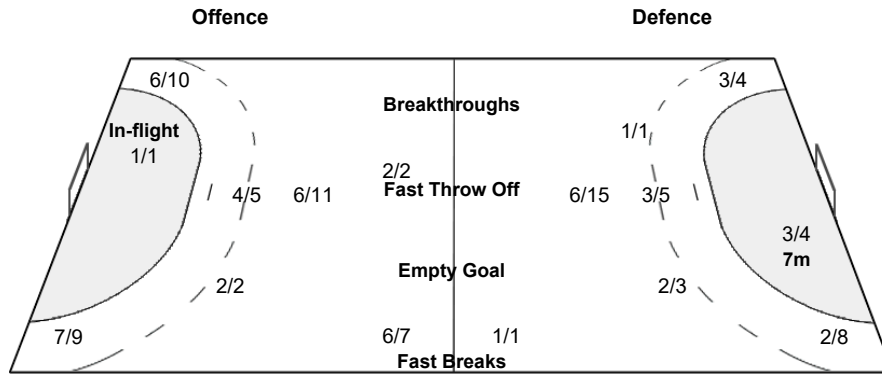 Offence Defence
6/10 3/4
Breakthroughs
In-flight 1/1
1/1
2/2
4/5 6/11 Fast Throw Off 6/15 3/5
3/4
7m
Empty Goal
2/2 2/3
7/9 6/7 1/1 2/8
Fast Breaks